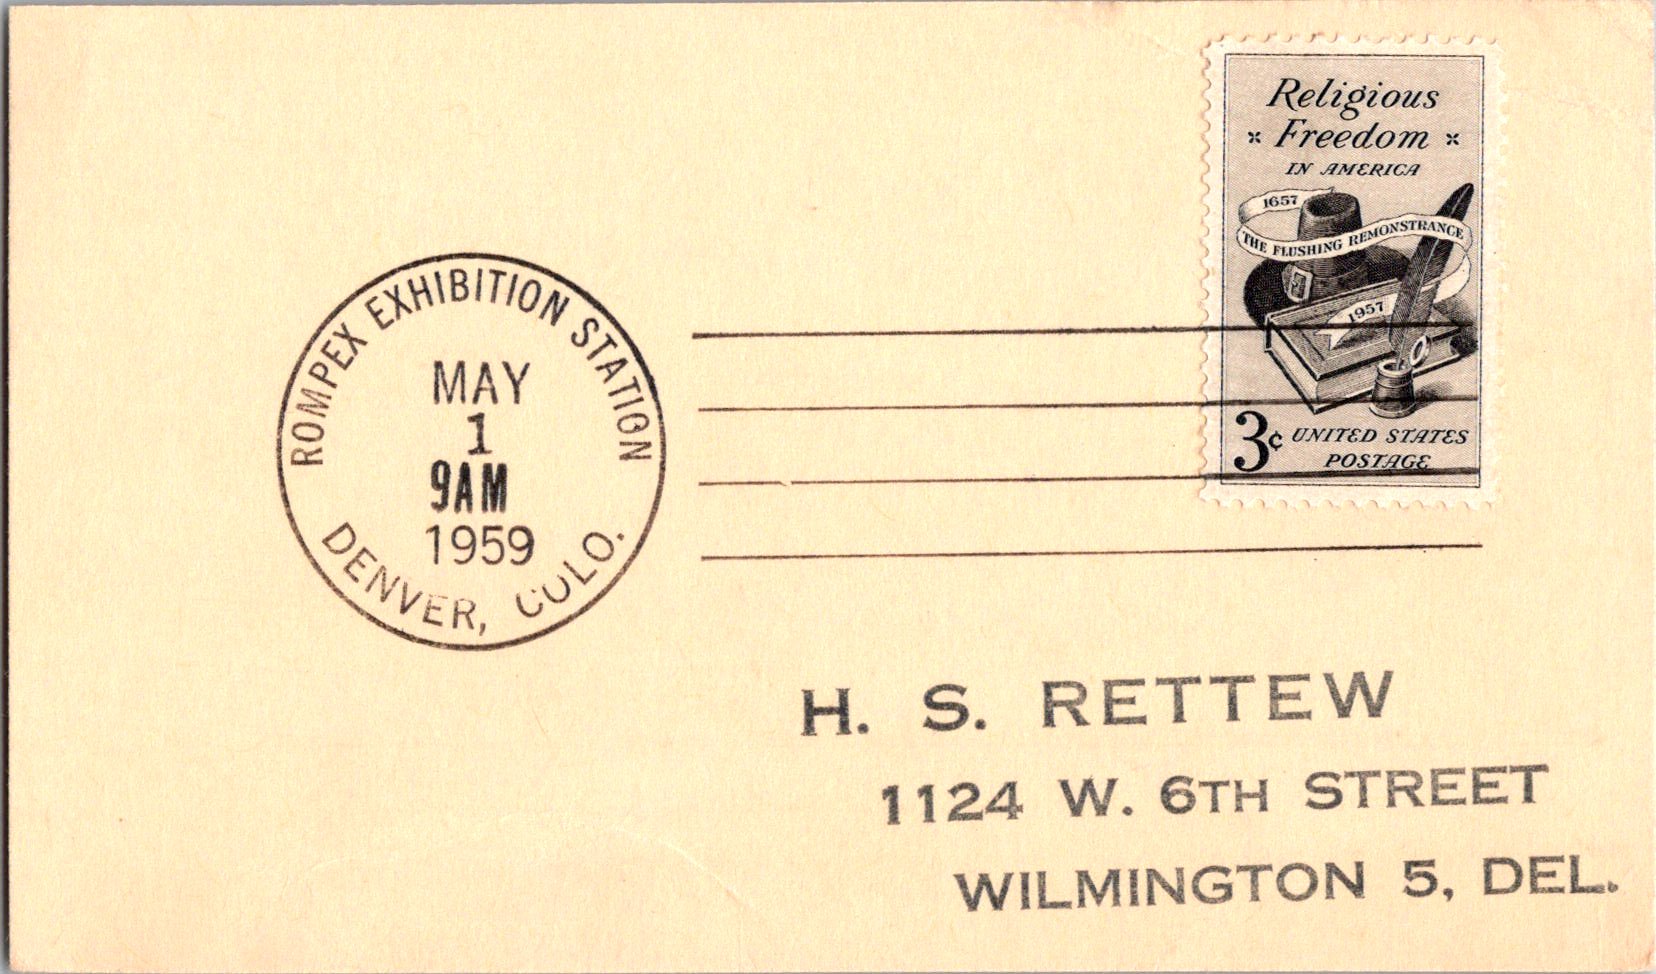 Religious
Freedom
IN AMERICA
1657
THE FLUSHING REMONSTRANCE
1957
3¢ UNITED STATES
POSTAGE
ROMPEX EXHIBITION STATION
MAY
1
9AM
1959
DENVER, COLO.
H. S. RETTEW
1124 W. 6TH STREET
WILMINGTON 5, DEL.